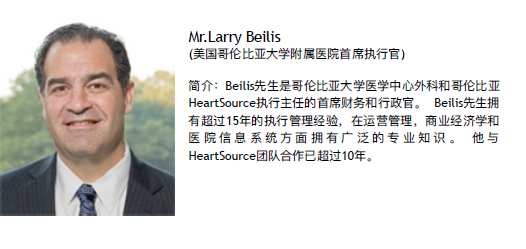 Mr.Larry Beilis
(美国哥伦比亚大学附属医院首席执行官)
简介：Beilis先生是哥伦比亚大学医学中心外科和哥伦比亚
HeartSource执行主任的首席财务和行政官。 Beilis先生拥
有超过15年的执行管理经验，在运营管理，商业经济学和
医院信息系统方面拥有广泛的专业知识。 他与
HeartSource团队合作已超过10年。